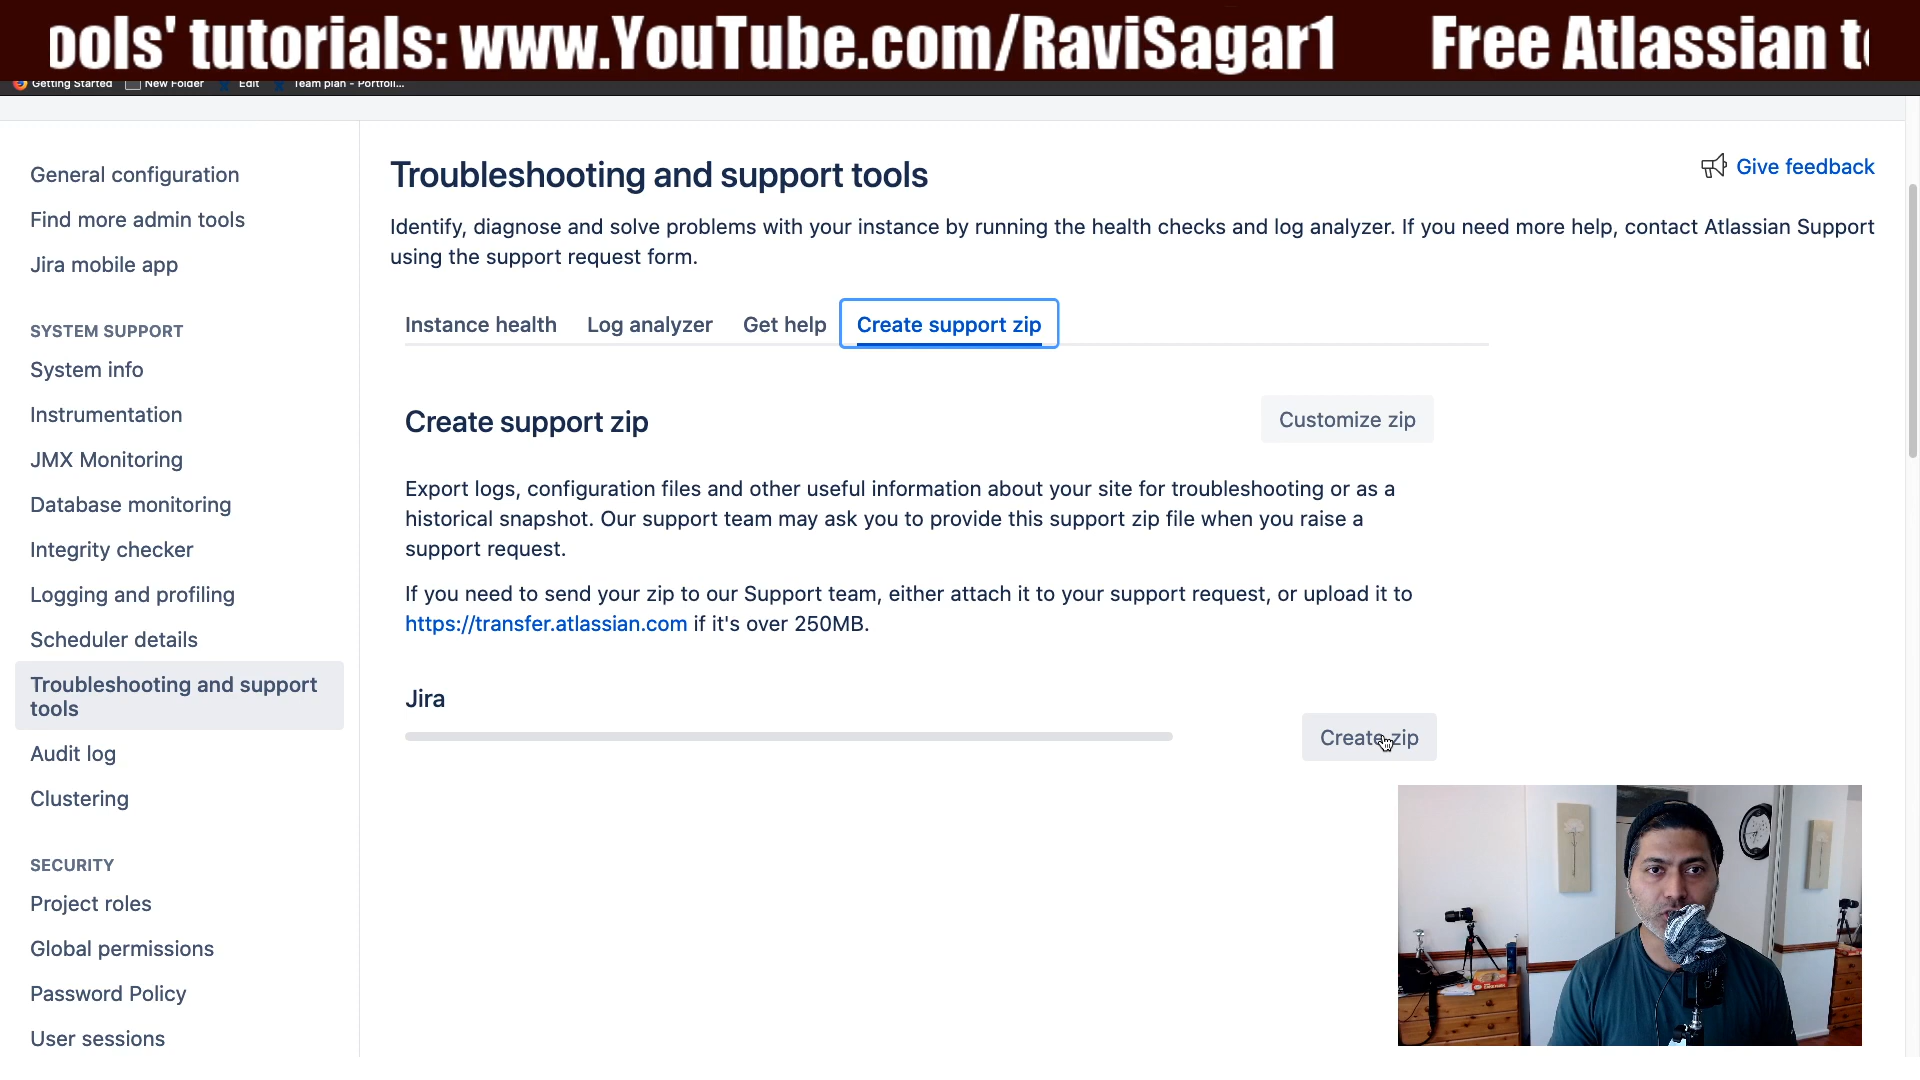 ools' tutorials: www.YouTube.com/RaviSagar1 Free Atlassian to
Getting Started New Folder Edit Team plan - Portfoli...
General configuration
Find more admin tools
Jira mobile app
SYSTEM SUPPORT
System info
Instrumentation
JMX Monitoring
Database monitoring
Integrity checker
Logging and profiling
Scheduler details
Troubleshooting and support
tools
Audit log
Clustering
SECURITY
Project roles
Global permissions
Password Policy
User sessions
Troubleshooting and support tools
Give feedback
Identify, diagnose and solve problems with your instance by running the health checks and log analyzer. If you need more help, contact Atlassian Support
using the support request form.
Instance health Log analyzer Get help Create support zip
Create support zip
Customize zip
Export logs, configuration files and other useful information about your site for troubleshooting or as a
historical snapshot. Our support team may ask you to provide this support zip file when you raise a
support request.
If you need to send your zip to our Support team, either attach it to your support request, or upload it to
https://transfer.atlassian.com if it's over 250MB.
Jira
Create zip